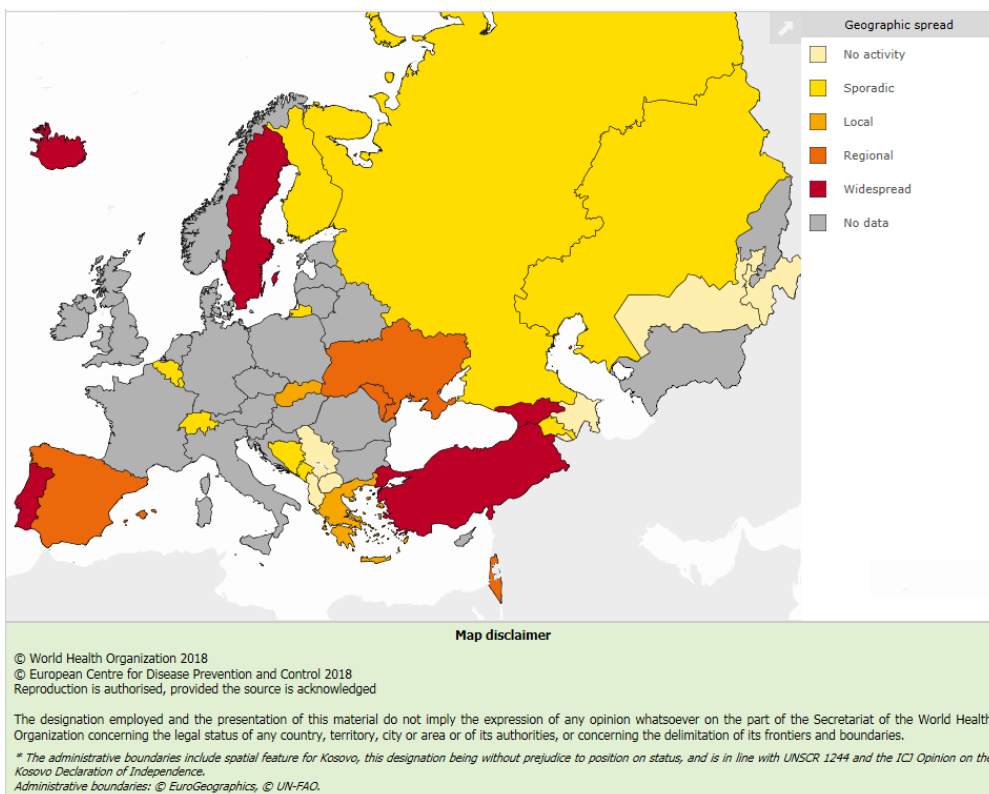 Geographic spread
No activity
Sporadic
Local
Regional
Widespread
No data
Map disclaimer
© World Health Organization 2018
© European Centre for Disease Prevention and Control 2018
Reproduction is authorised, provided the source is acknowledged
The designation employed and the presentation of this material do not imply the expression of any opinion whatsoever on the part of the Secretariat of the World Health
Organization concerning the legal status of any country, territory, city or area or of its authorities, or concerning the delimitation of its frontiers and boundaries.
* The administrative boundaries include spatial feature for Kosovo, this designation being without prejudice to position on status, and is in line with UNSCR 1244 and the ICJ Opinion on the
Kosovo Declaration of Independence.
Administrative boundaries: © EuroGeographics, © UN-FAO.